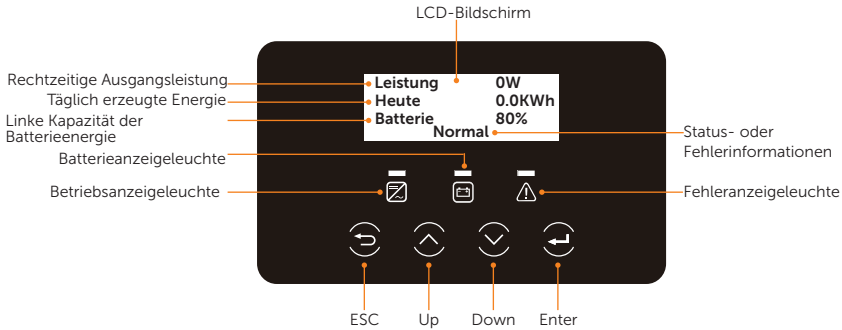 LCD-Bildschirm
Rechtzeitige Ausgangsleistung
Täglich erzeugte Energie
Linke Kapazität der
Batterieenergie
Batterieanzeigeleuchte
Betriebsanzeigeleuchte
Leistung 0W
Heute 0.0KWh
Batterie 80%
Normal
Status- oder
Fehlerinformationen
Fehleranzeigeleuchte
ESC Up Down Enter